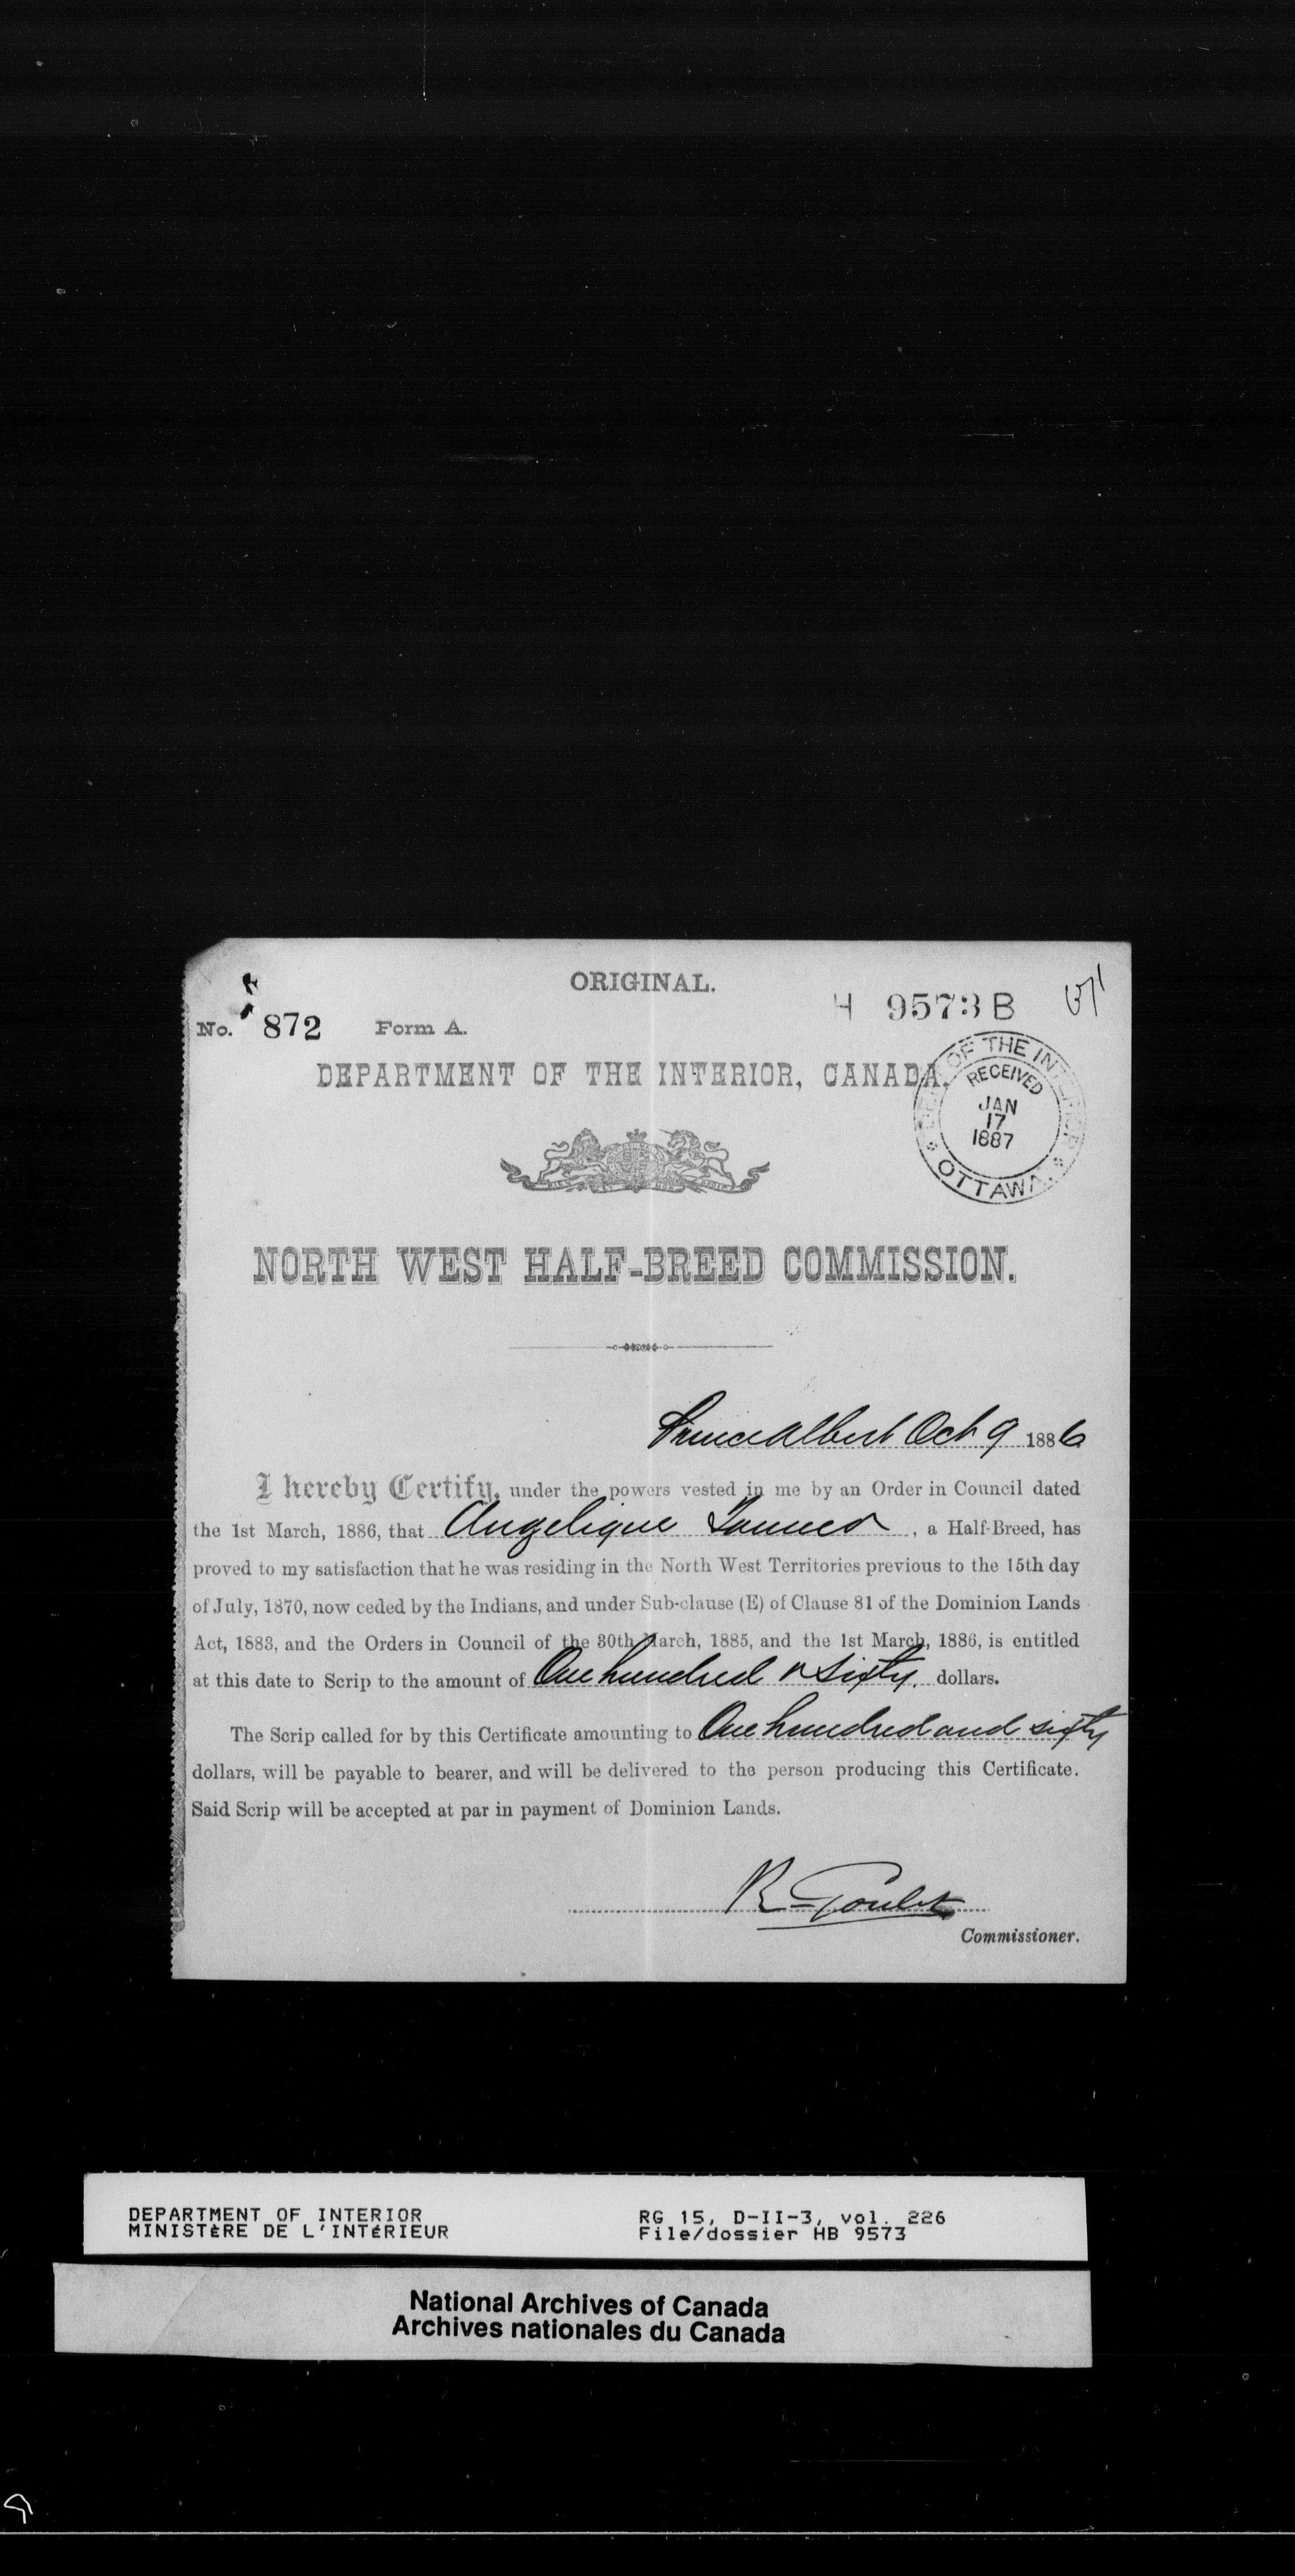 ORIGINAL.
H 9573 B
No. 872 Form A.
DEPARTMENT OF THE INTERIOR, CANADA.
DEPT OF THE INTERIOR
RECEIVED
JAN
17
1887
OTTAWA
NORTH WEST HALF-BREED COMMISSION.
Prince Albert Oct 9 1886
I hereby Certify, under the powers vested in me by an Order in Council dated
the 1st March, 1886, that Angelique , a Half-Breed, has
proved to my satisfaction that he was residing in the North West Territories previous to the 15th day
of July, 1870, now ceded by the Indians, and under Sub-clause (E) of Clause 81 of the Dominion Lands
Act, 1883, and the Orders in Council of the 30th March, 1885, and the 1st March, 1886, is entitled
at this date to Scrip to the amount of One hundred & sixty. dollars.
The Scrip called for by this Certificate amounting to One hundred and sixty
dollars, will be payable to bearer, and will be delivered to the person producing this Certificate.
Said Scrip will be accepted at par in payment of Dominion Lands.
R Goulet
Commissioner.
DEPARTMENT OF INTERIOR RG 15, D-II-3, vol. 226
MINISTÈRE DE L'INTÉRIEUR File/dossier HB 9573
National Archives of Canada
Archives nationales du Canada